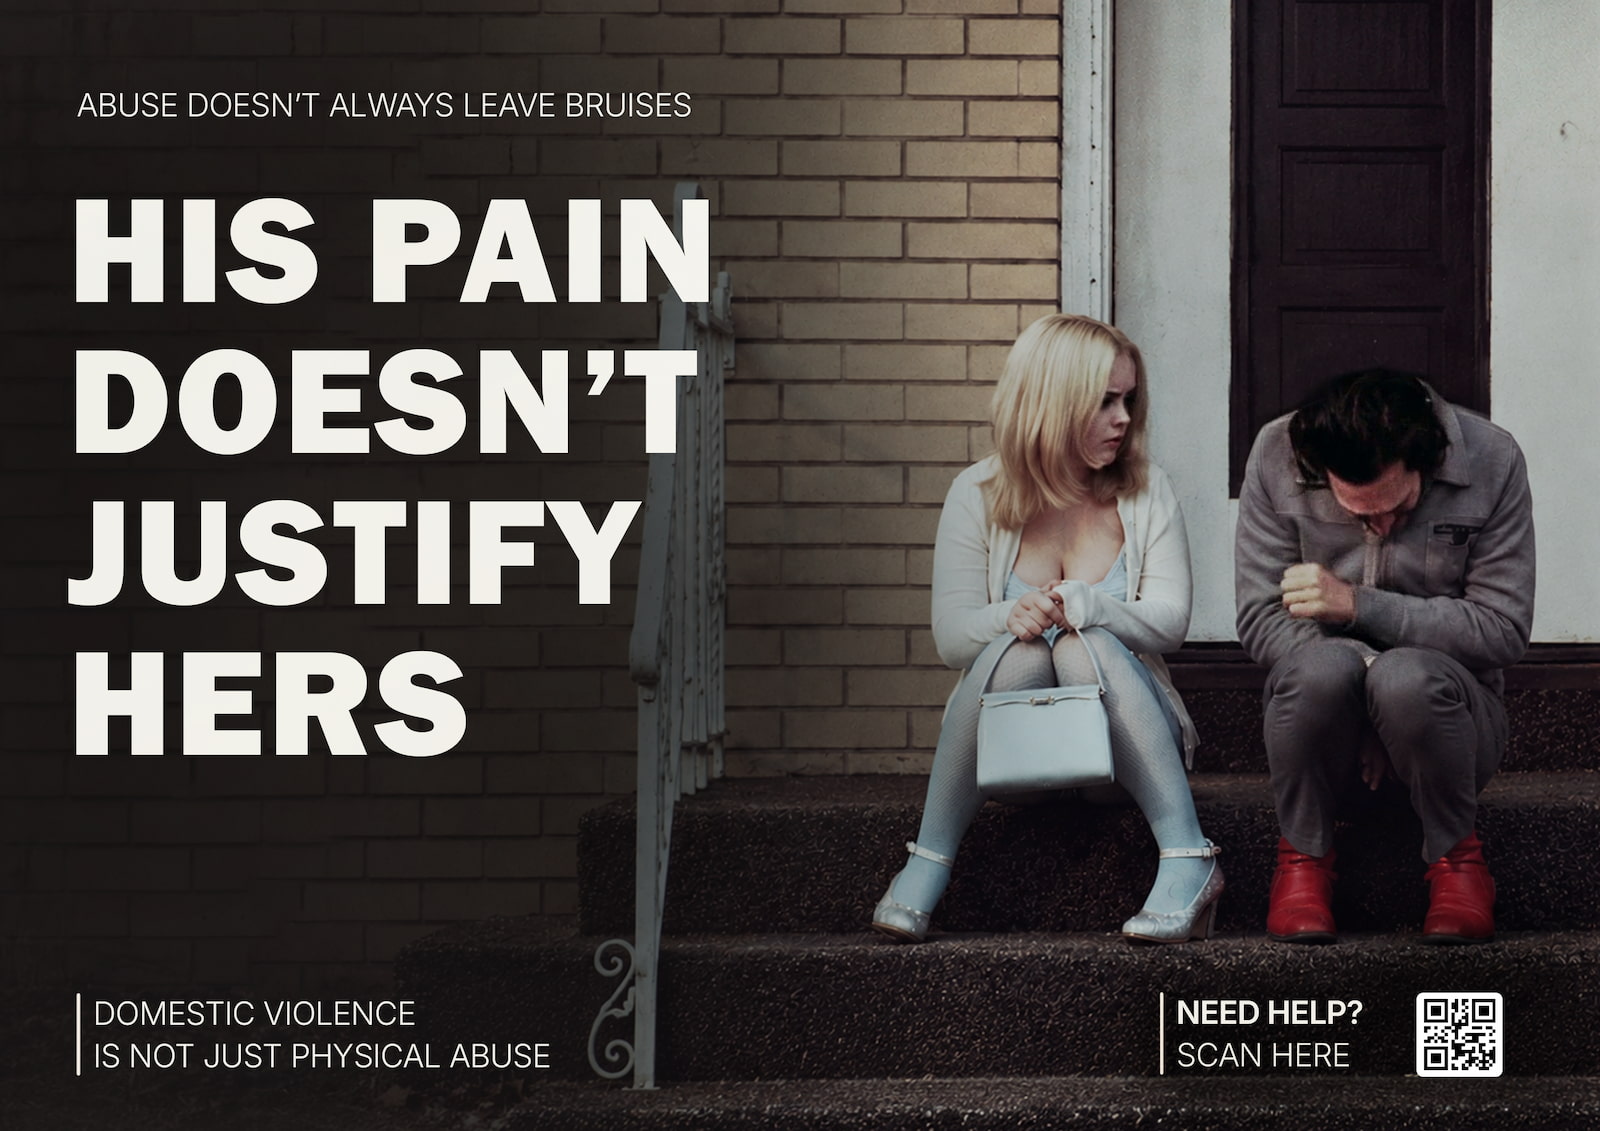 ABUSE DOESN’T ALWAYS LEAVE BRUISES
HIS PAIN
DOESN’T
JUSTIFY
HERS
DOMESTIC VIOLENCE
IS NOT JUST PHYSICAL ABUSE
NEED HELP?
SCAN HERE